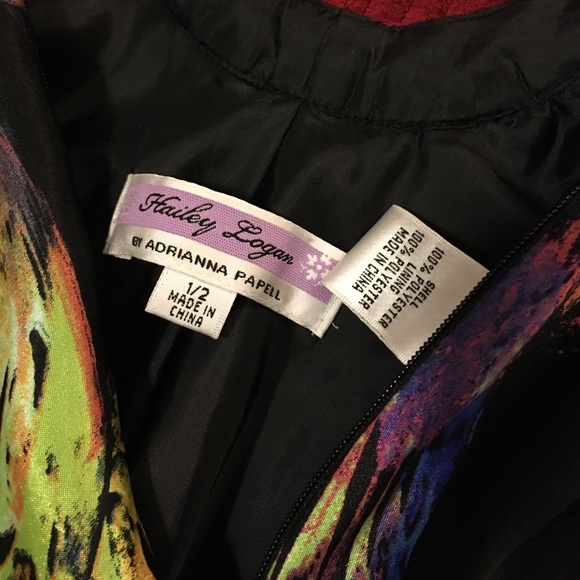 Hailey Logan
BY ADRIANNA PAPELL
1/2
MADE IN
CHINA
SHELL
100% POLYESTER
LINING
100% POLYESTER
MADE IN CHINA